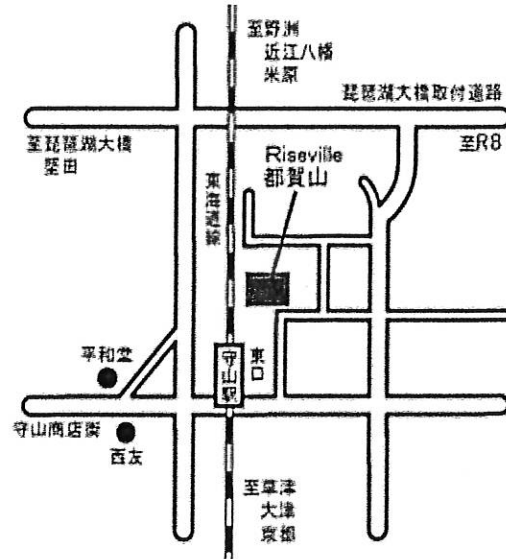 至野洲
近江八幡
米原
琵琶湖大橋取付道路
至琵琶湖大橋
堅田
至R8
Riseville
都賀山
東海道線
平和堂
守山駅
東口
守山商店街
西友
至草津
大津
京都